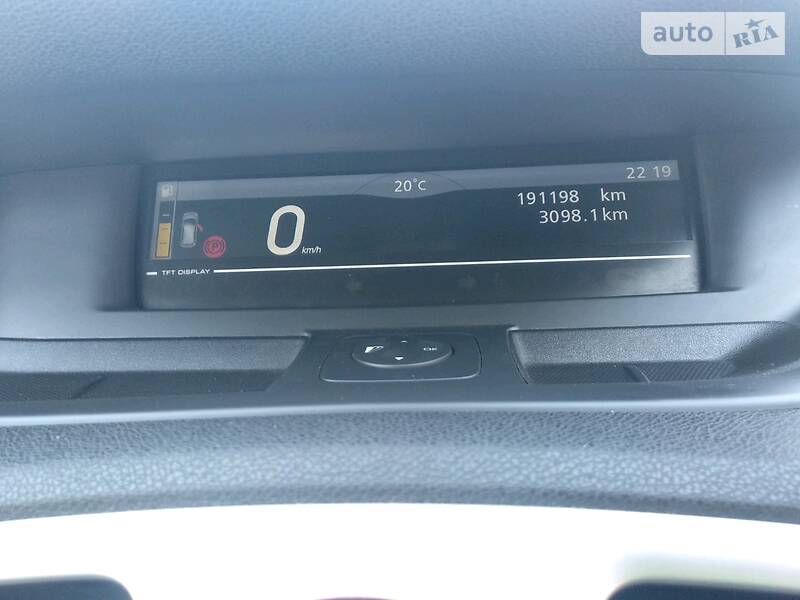 auto RIA
22 19
20°C
191198 km
3098.1 km
0 km/h
P
TFT DISPLAY
OK